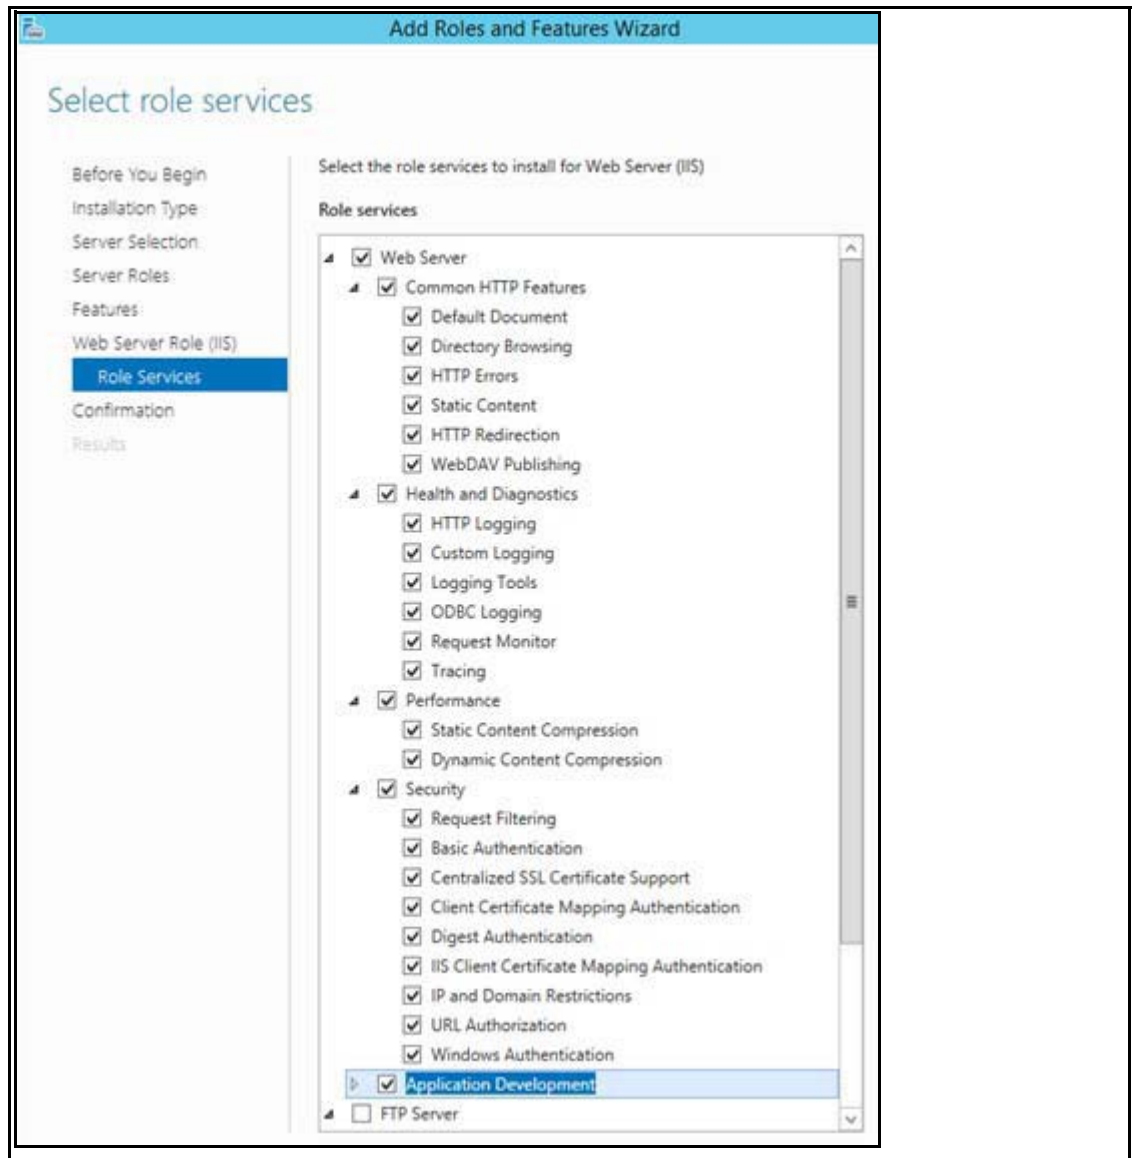 Add Roles and Features Wizard
Select role services
Before You Begin
Installation Type
Server Selection
Server Roles
Features
Web Server Role (IIS)
Role Services
Confirmation
Results
Select the role services to install for Web Server (IIS)
Role services
Web Server
Common HTTP Features
Default Document
Directory Browsing
HTTP Errors
Static Content
HTTP Redirection
WebDAV Publishing
Health and Diagnostics
HTTP Logging
Custom Logging
Logging Tools
ODBC Logging
Request Monitor
Tracing
Performance
Static Content Compression
Dynamic Content Compression
Security
Request Filtering
Basic Authentication
Centralized SSL Certificate Support
Client Certificate Mapping Authentication
Digest Authentication
IIS Client Certificate Mapping Authentication
IP and Domain Restrictions
URL Authorization
Windows Authentication
Application Development
FTP Server